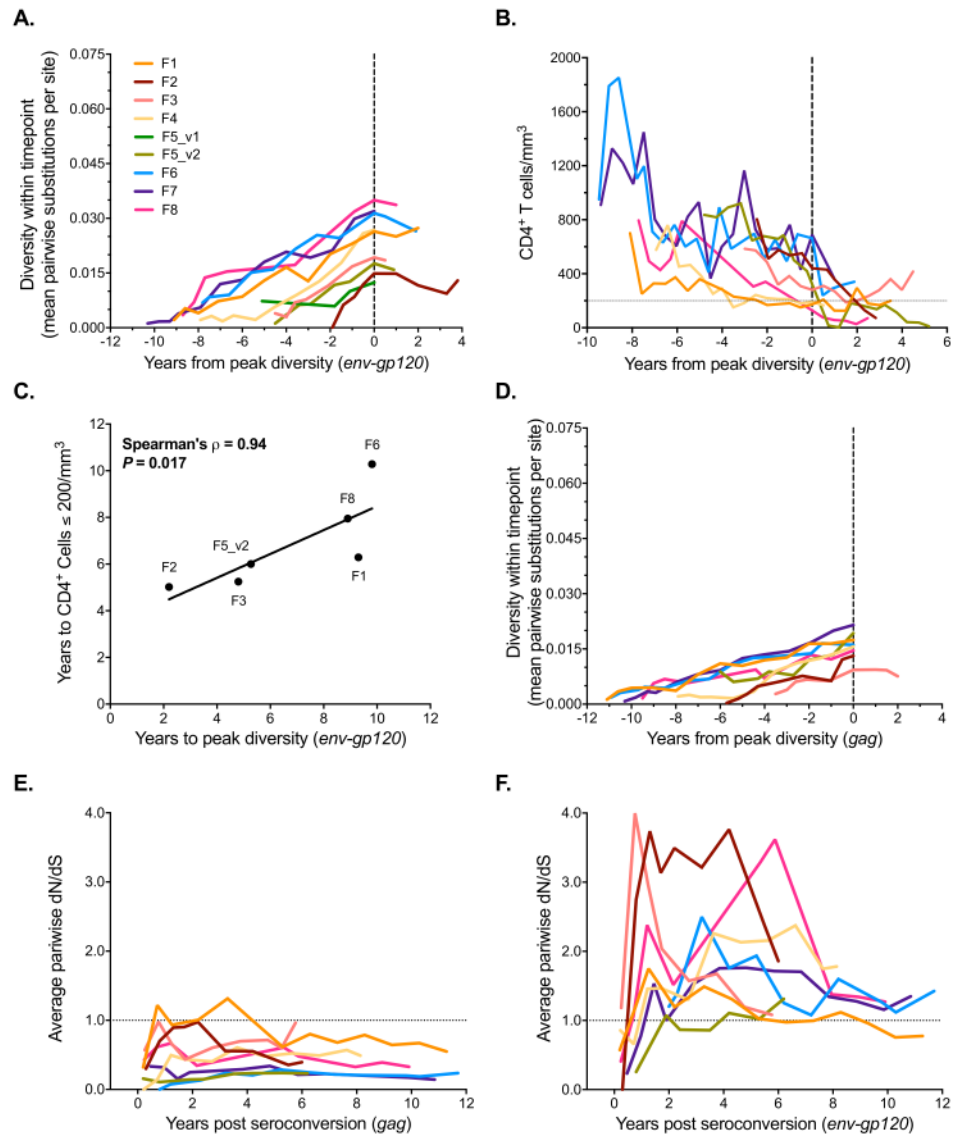 A.
Diversity within timepoint
(mean pairwise substitutions per site)
0.075
0.060
0.045
0.030
0.015
0.000
F1
F2
F3
F4
F5_v1
F5_v2
F6
F7
F8
-12 -10 -8 -6 -4 -2 0 2 4
Years from peak diversity (env-gp120)
B.
CD4⁺ T cells/mm³
2000
1600
1200
800
400
0
-10 -8 -6 -4 -2 0 2 4 6
Years from peak diversity (env-gp120)
C.
Years to CD4⁺ Cells ≤ 200/mm³
12
10
8
6
4
2
0
Spearman's ρ = 0.94
P = 0.017
F6
F8
F5_v2
F2
F3
F1
0 2 4 6 8 10 12
Years to peak diversity (env-gp120)
D.
Diversity within timepoint
(mean pairwise substitutions per site)
0.075
0.060
0.045
0.030
0.015
0.000
-12 -10 -8 -6 -4 -2 0 2 4
Years from peak diversity (gag)
E.
Average pariwise dN/dS
4.0
3.0
2.0
1.0
0.0
0 2 4 6 8 10 12
Years post seroconversion (gag)
F.
Average pairwise dN/dS
4.0
3.0
2.0
1.0
0.0
0 2 4 6 8 10 12
Years post seroconversion (env-gp120)